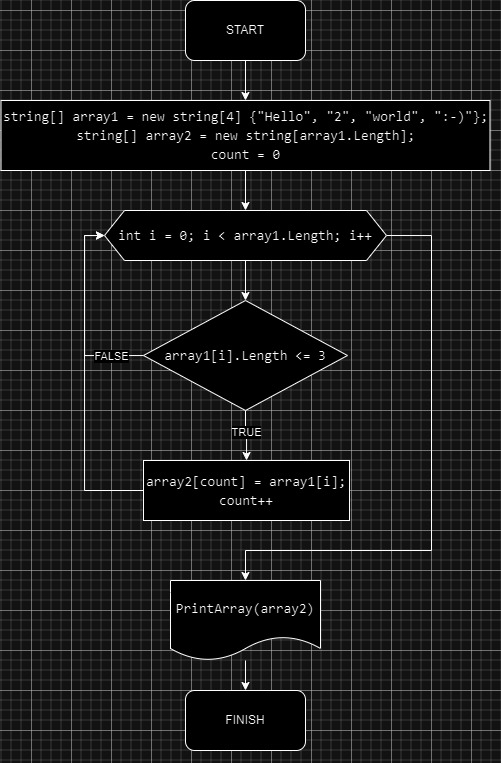 START
string[] array1 = new string[4] {"Hello", "2", "world", ":-)"};
string[] array2 = new string[array1.Length];
count = 0
int i = 0; i < array1.Length; i++
array1[i].Length <= 3
FALSE
TRUE
array2[count] = array1[i];
count++
PrintArray(array2)
FINISH